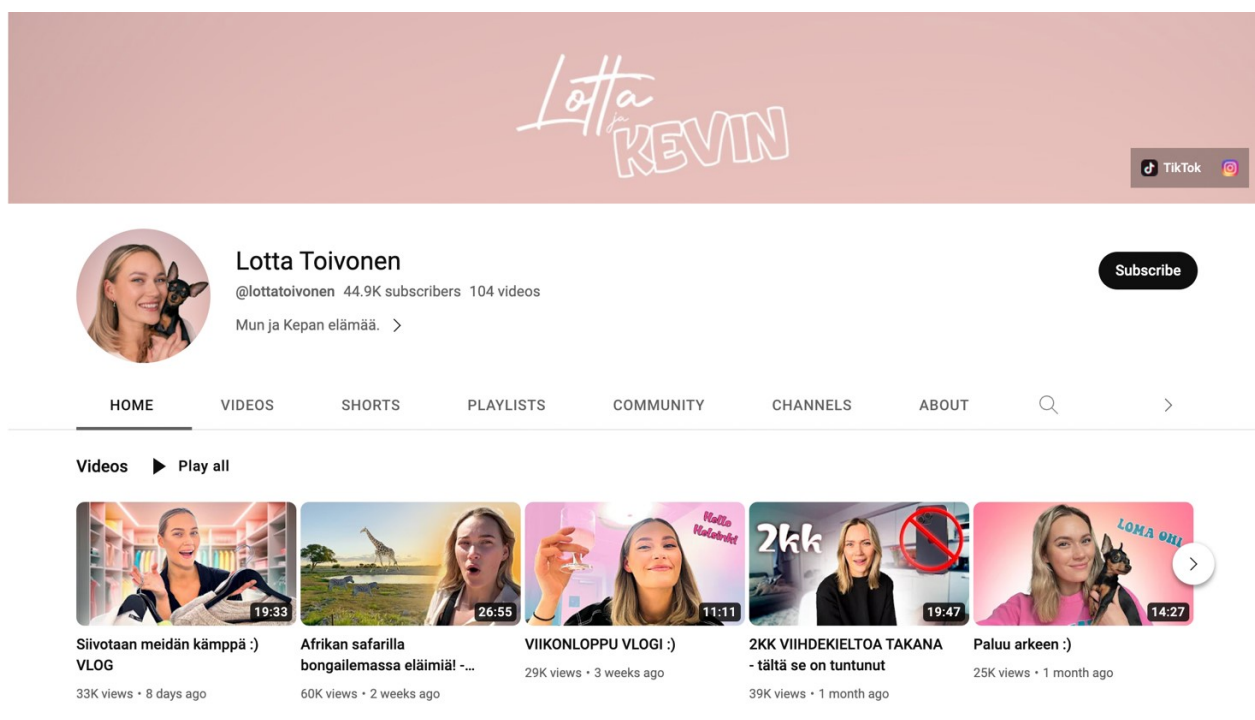 Lotta
ja
KEVIN
TikTok
Lotta Toivonen
@lottatoivonen 44.9K subscribers 104 videos
Mun ja Kepan elämää.
Subscribe
HOME VIDEOS SHORTS PLAYLISTS COMMUNITY CHANNELS ABOUT
Videos Play all
19:33
Siivotaan meidän kämppä :)
VLOG
33K views • 8 days ago
26:55
Afrikan safarilla
bongailemassa eläimiä! -...
60K views • 2 weeks ago
Hello
Helsinki
11:11
VIIKONLOPPU VLOGI :)
29K views • 3 weeks ago
2kk
19:47
2KK VIIHDEKIELTOA TAKANA
- tältä se on tuntunut
39K views • 1 month ago
LOMA OHI
14:27
Paluu arkeen :)
25K views • 1 month ago